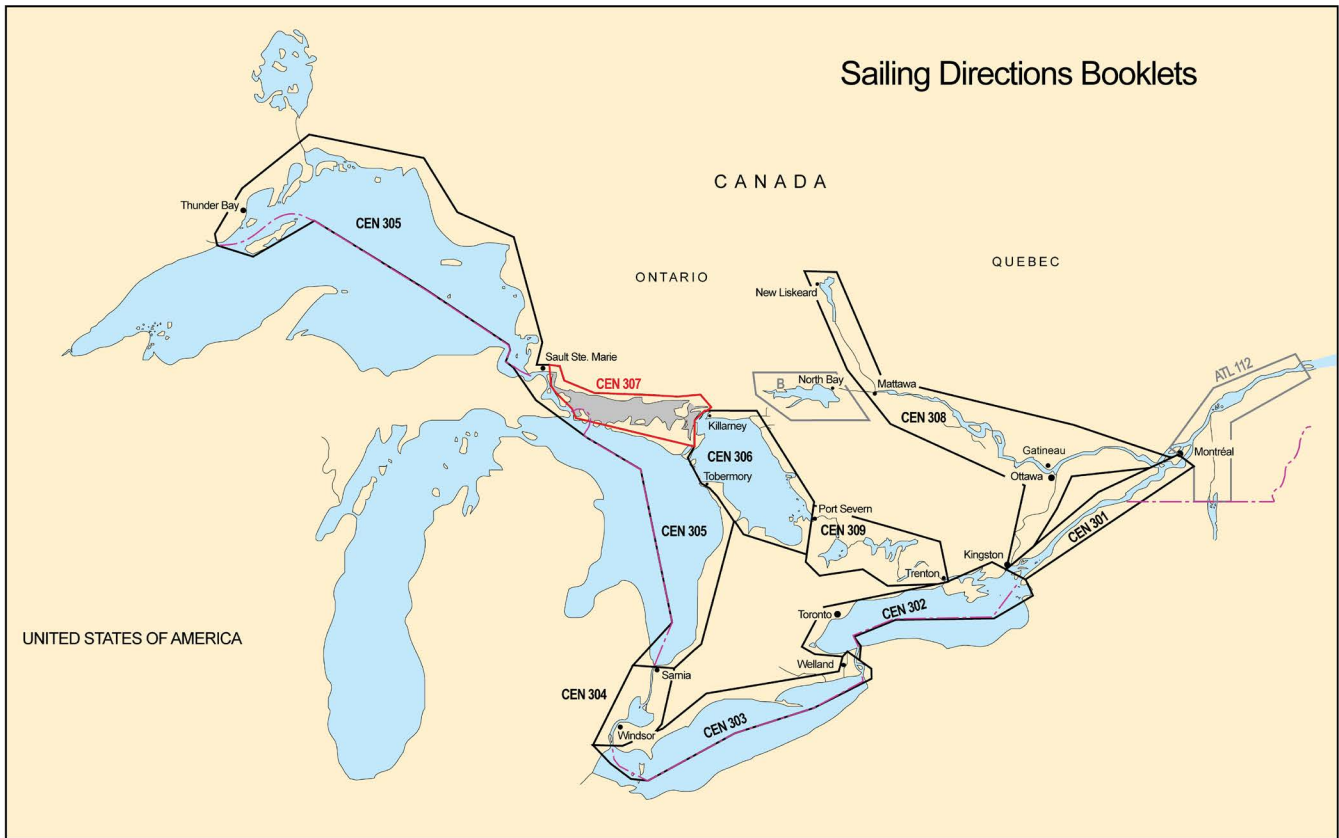 Sailing Directions Booklets
CANADA
Thunder Bay
CEN 305
ONTARIO
QUEBEC
New Liskeard
Sault Ste. Marie
CEN 307
B
North Bay
Mattawa
ATL 112
Killarney
CEN 308
CEN 306
Gatineau
Montréal
Tobermory
Ottawa
Port Severn
CEN 305
CEN 309
CEN 301
Kingston
Trenton
Toronto
CEN 302
UNITED STATES OF AMERICA
Welland
Sarnia
CEN 304
CEN 303
Windsor